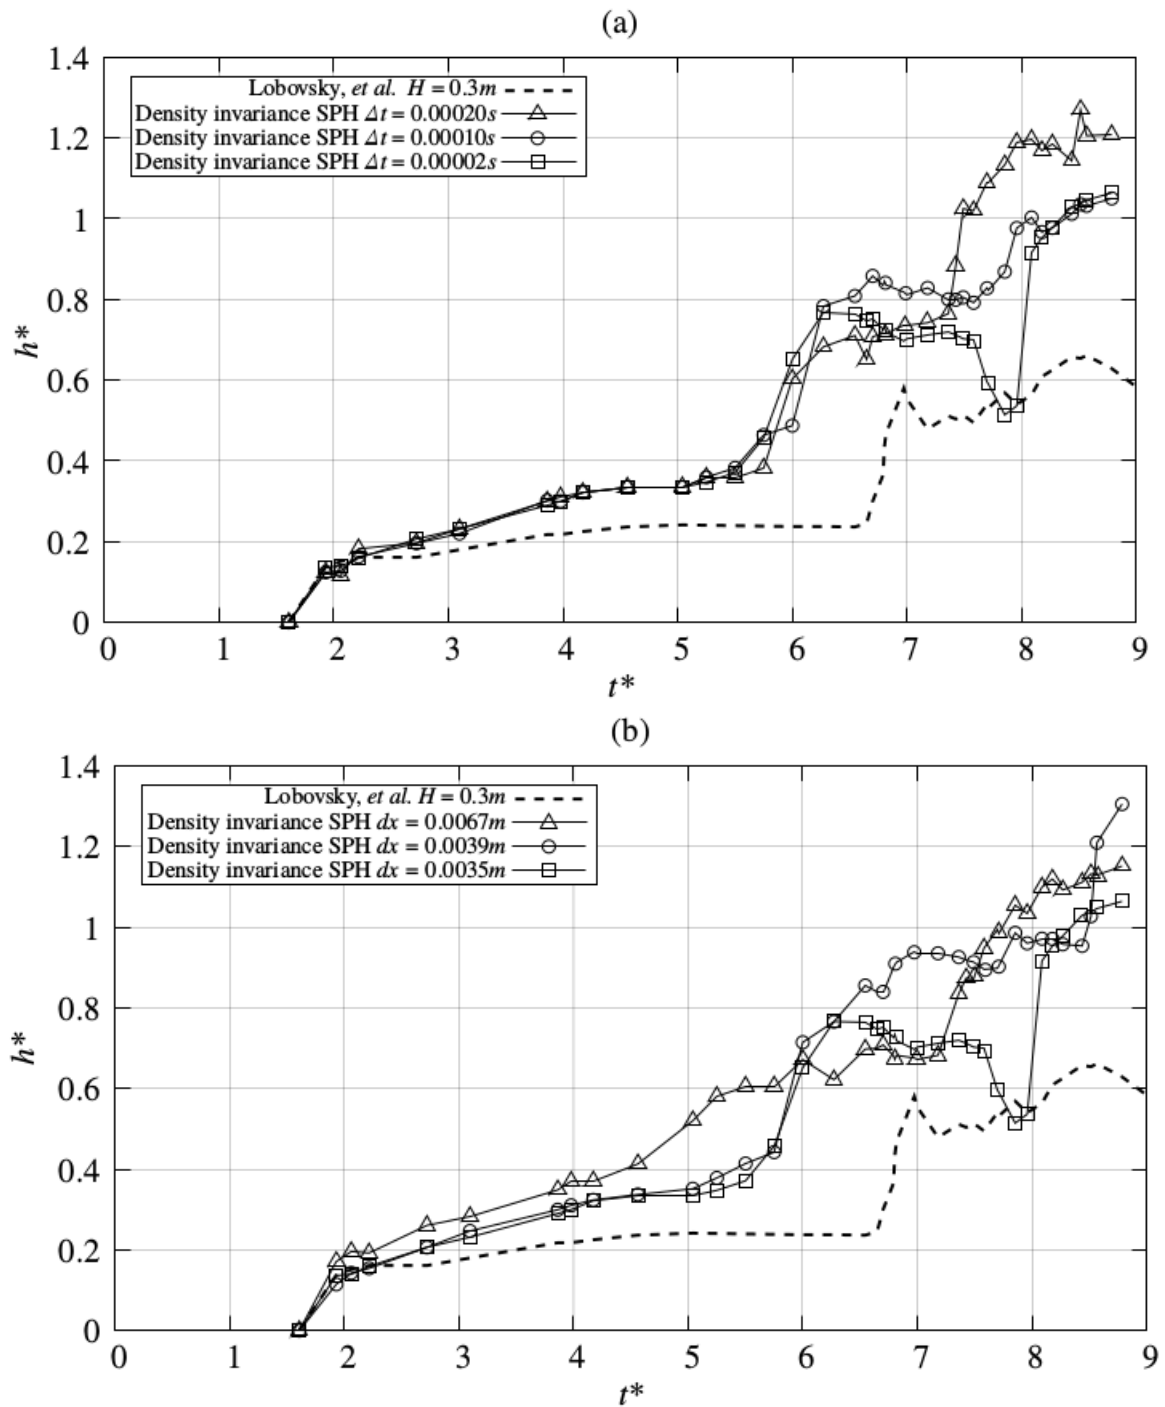 (a)
1.4
1.2
1
0.8
0.6
0.4
0.2
0
h*
Lobovsky, et al. H = 0.3m
Density invariance SPH Δt = 0.00020s
Density invariance SPH Δt = 0.00010s
Density invariance SPH Δt = 0.00002s
0 1 2 3 4 5 6 7 8 9
t*
(b)
1.4
1.2
1
0.8
0.6
0.4
0.2
0
h*
Lobovsky, et al. H = 0.3m
Density invariance SPH dx = 0.0067m
Density invariance SPH dx = 0.0039m
Density invariance SPH dx = 0.0035m
0 1 2 3 4 5 6 7 8 9
t*